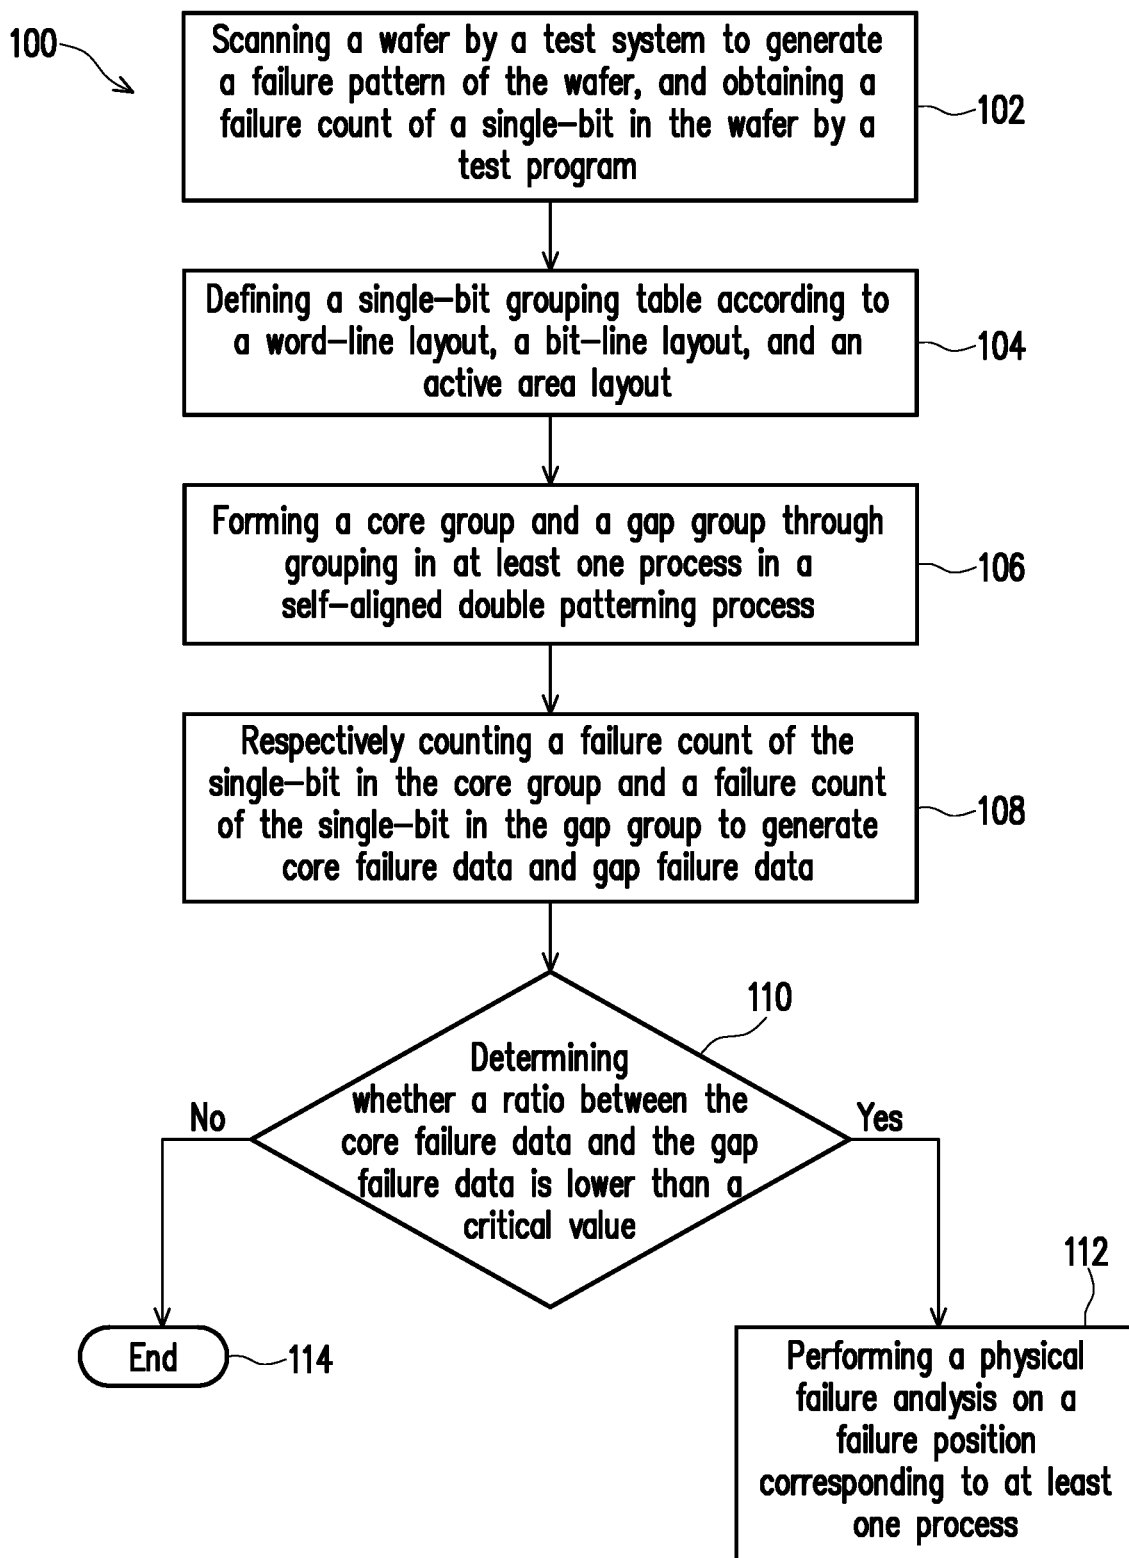 100
Scanning a wafer by a test system to generate
a failure pattern of the wafer, and obtaining a
failure count of a single-bit in the wafer by a
test program
102
Defining a single-bit grouping table according to
a word-line layout, a bit-line layout, and an
active area layout
104
Forming a core group and a gap group through
grouping in at least one process in a
self-aligned double patterning process
106
Respectively counting a failure count of the
single-bit in the core group and a failure count
of the single-bit in the gap group to generate
core failure data and gap failure data
108
110
Determining
whether a ratio between the
core failure data and the gap
failure data is lower than a
critical value
No
Yes
End
114
112
Performing a physical
failure analysis on a
failure position
corresponding to at least
one process